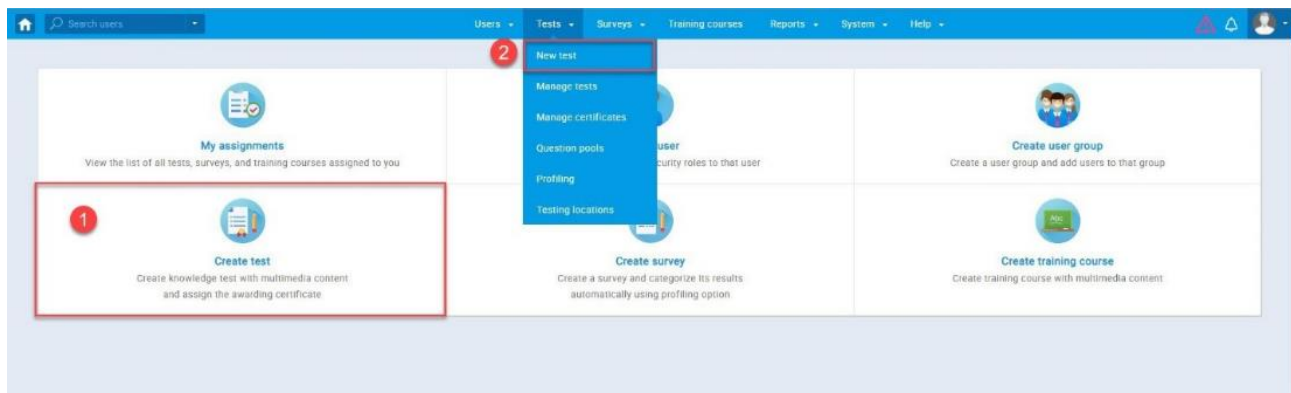 Search users
Users Tests Surveys Training courses Reports System Help
2
New test
Manage tests
Manage certificates
Question pools
Profiling
Testing locations
My assignments
View the list of all tests, surveys, and training courses assigned to you
user
curity roles to that user
Create user group
Create a user group and add users to that group
1
Create test
Create knowledge test with multimedia content
and assign the awarding certificate
Create survey
Create a survey and categorize its results
automatically using profiling option
Abc
Create training course
Create training course with multimedia content